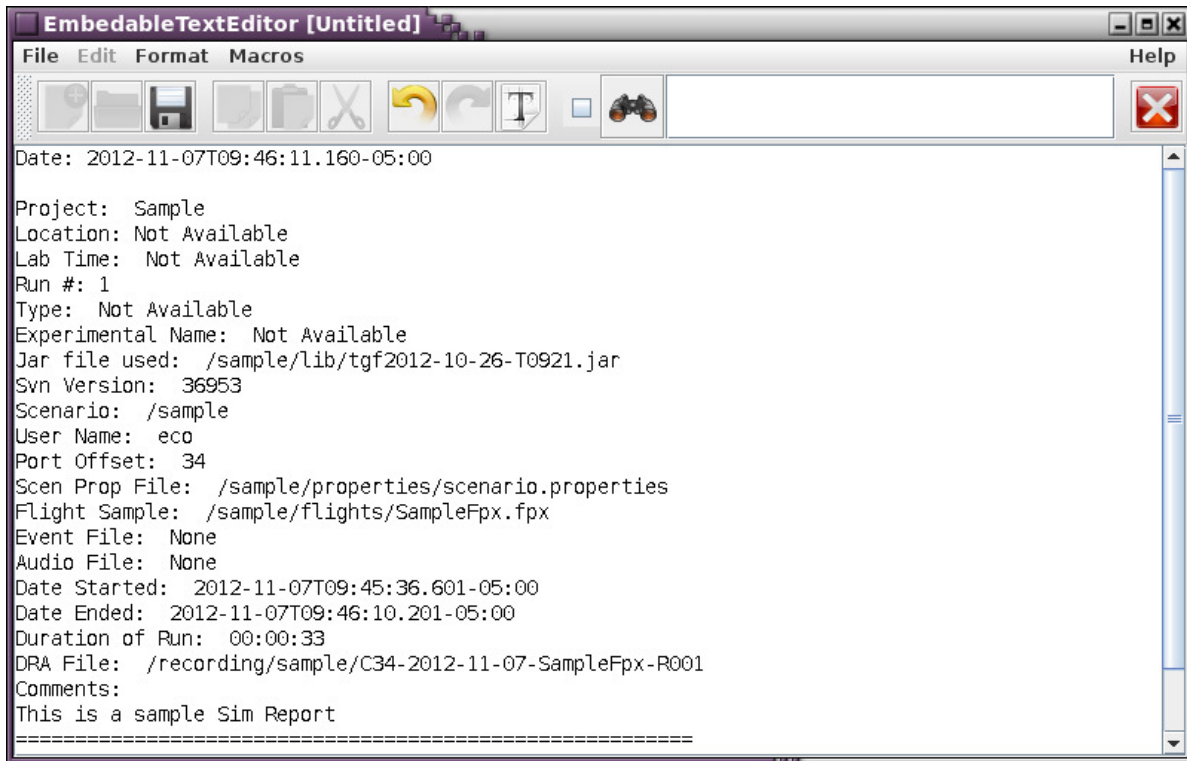 EmbedableTextEditor [Untitled]
File Edit Format Macros Help
Date: 2012-11-07T09:46:11.160-05:00
Project:  Sample
Location: Not Available
Lab Time:  Not Available
Run #: 1
Type:  Not Available
Experimental Name:  Not Available
Jar file used:  /sample/lib/tgf2012-10-26-T0921.jar
Svn Version:  36953
Scenario:  /sample
User Name:  eco
Port Offset:  34
Scen Prop File:  /sample/properties/scenario.properties
Flight Sample:  /sample/flights/SampleFpx.fpx
Event File:  None
Audio File:  None
Date Started:  2012-11-07T09:45:36.601-05:00
Date Ended:  2012-11-07T09:46:10.201-05:00
Duration of Run:  00:00:33
DRA File:  /recording/sample/C34-2012-11-07-SampleFpx-R001
Comments:
This is a sample Sim Report
=========================================================